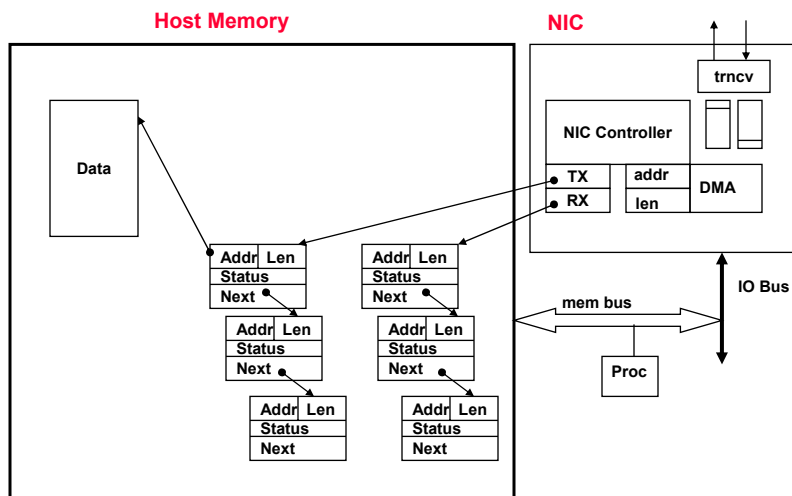 Host Memory
NIC
trncv
NIC Controller
Data
TX
addr
DMA
RX
len
Addr Len
Status
Next
Addr Len
Status
Next
IO Bus
mem bus
Addr Len
Status
Next
Addr Len
Status
Next
Proc
Addr Len
Status
Next
Addr Len
Status
Next